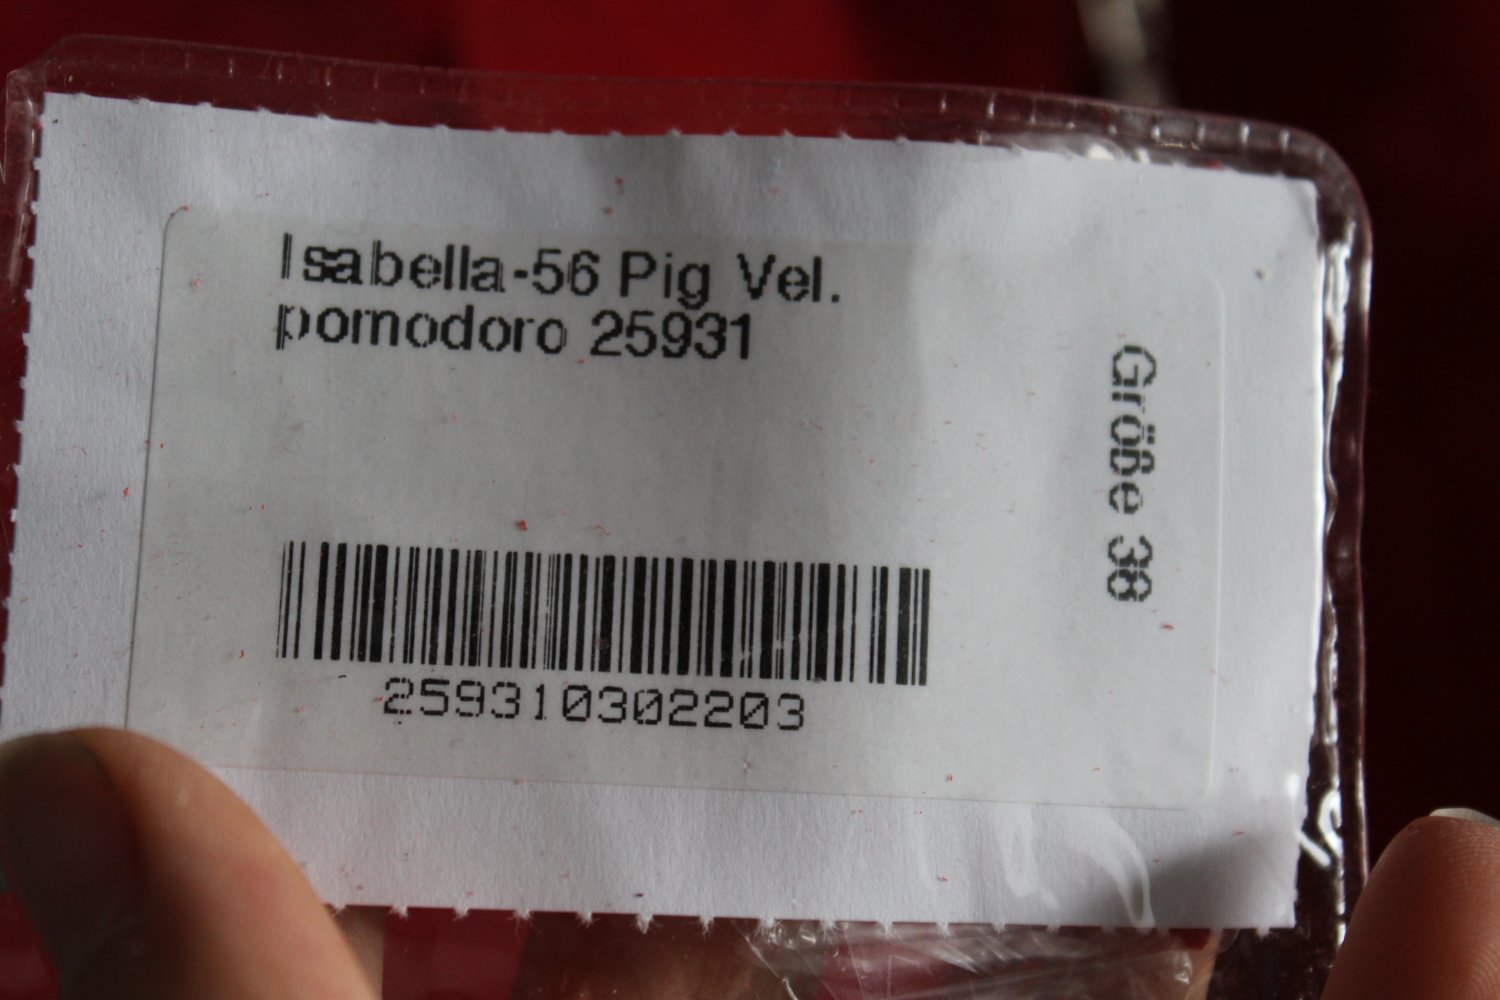 Isabella-56 Pig Vel.
pomodoro 25931
Größe 38
259310302203